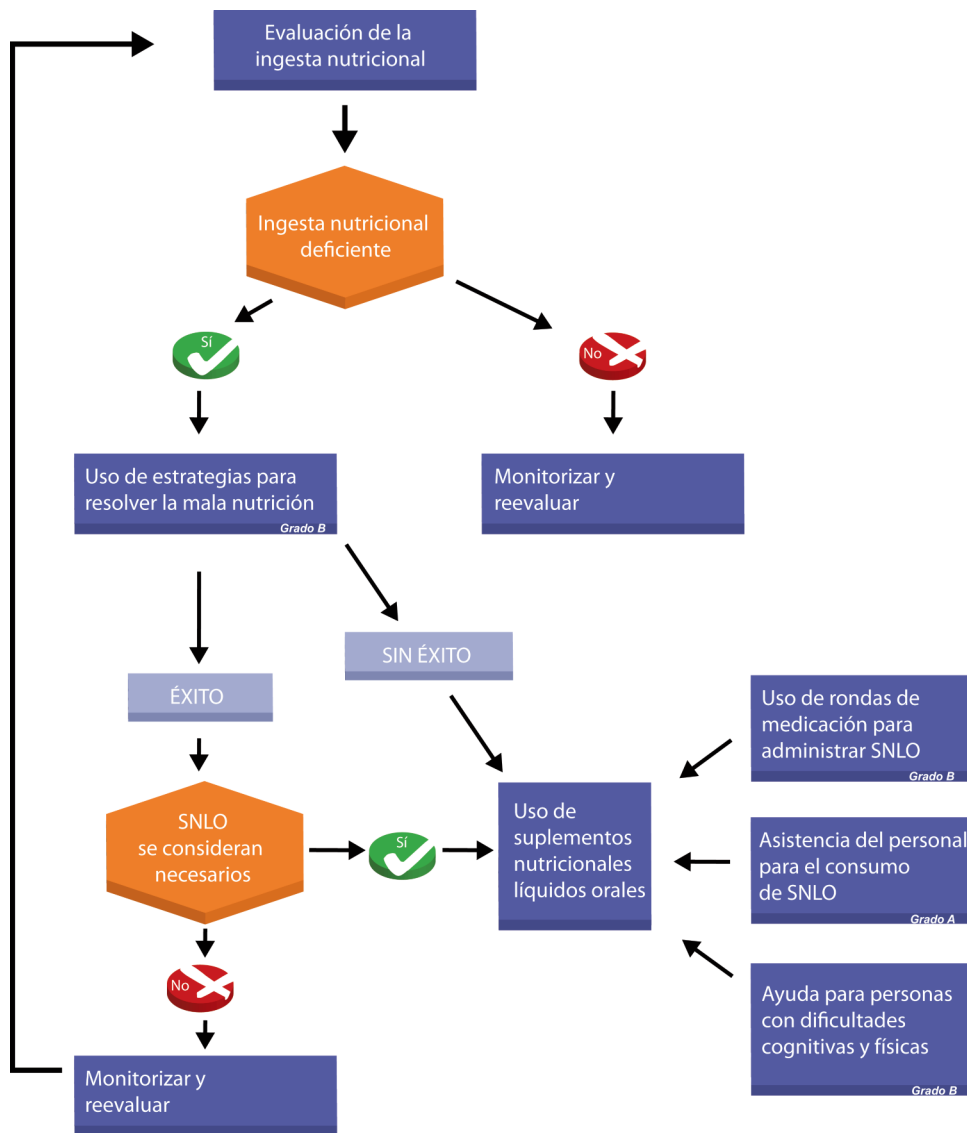 Evaluación de la
ingesta nutricional
Ingesta nutricional
deficiente
Sí
No
Uso de estrategias para
resolver la mala nutrición
Grado B
Monitorizar y
reevaluar
SIN ÉXITO
ÉXITO
Uso de rondas de
medicación para
administrar SNLO
Grado B
SNLO
se consideran
necesarios
Sí
Uso de
suplementos
nutricionales
líquidos orales
Asistencia del personal
para el consumo
de SNLO
Grado A
No
Ayuda para personas
con dificultades
cognitivas y físicas
Grado B
Monitorizar y
reevaluar